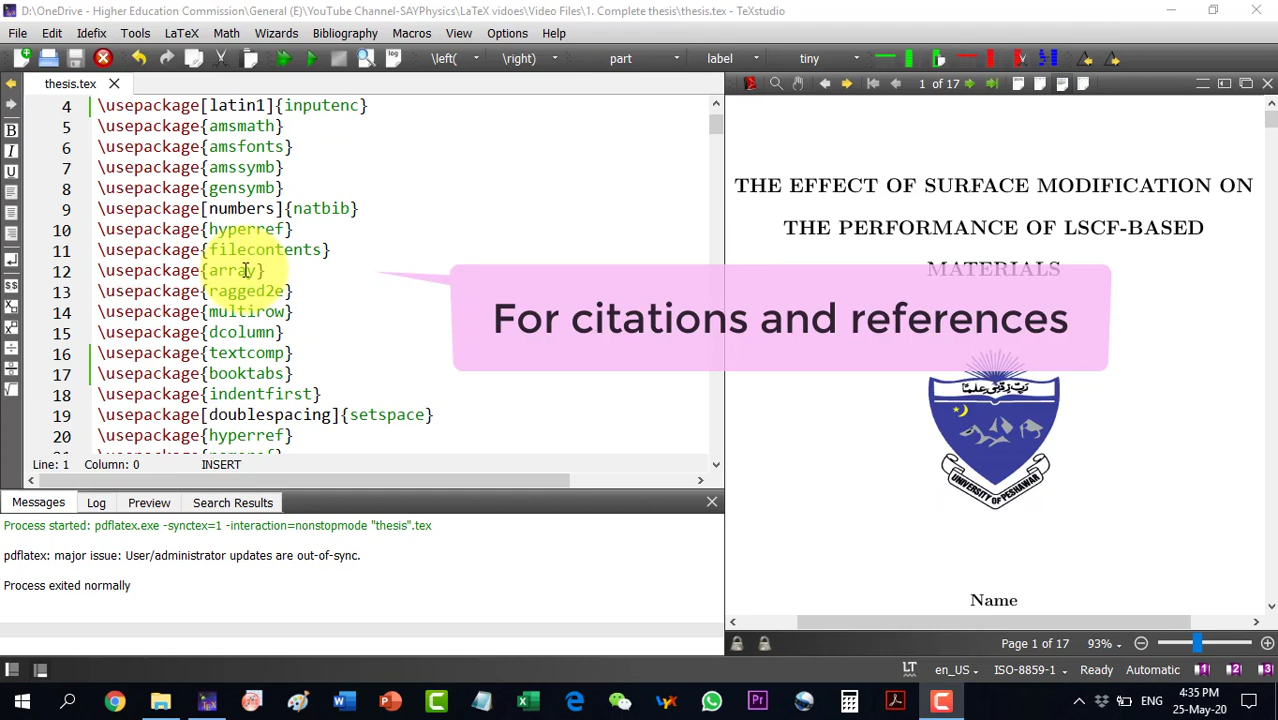 D:\OneDrive - Higher Education Commission\General (E)\YouTube Channel-SAYPhysics\LaTeX vidoes\Video Files\1. Complete thesis\thesis.tex - TeXstudio
File Edit Idefix Tools LaTeX Math Wizards Bibliography Macros View Options Help
\left( \right) part label tiny
thesis.tex
1 of 17
4 \usepackage[latin1]{inputenc}
5 \usepackage{amsmath}
6 \usepackage{amsfonts}
7 \usepackage{amssymb}
8 \usepackage{gensymb}
9 \usepackage[numbers]{natbib}
10 \usepackage{hyperref}
11 \usepackage{filecontents}
12 \usepackage{array}
13 \usepackage{ragged2e}
14 \usepackage{multirow}
15 \usepackage{dcolumn}
16 \usepackage{textcomp}
17 \usepackage{booktabs}
18 \usepackage{indentfirst}
19 \usepackage[doublespacing]{setspace}
20 \usepackage{hyperref}
Line: 1 Column: 0 INSERT
For citations and references
THE EFFECT OF SURFACE MODIFICATION ON
THE PERFORMANCE OF LSCF-BASED
MATERIALS
UNIVERSITY OF PESHAWAR
Name
Messages Log Preview Search Results
Process started: pdflatex.exe -synctex=1 -interaction=nonstopmode "thesis".tex
pdflatex: major issue: User/administrator updates are out-of-sync.
Process exited normally
Page 1 of 17 93%
LT en_US ISO-8859-1 Ready Automatic 1 2 3
ENG 4:35 PM
25-May-20